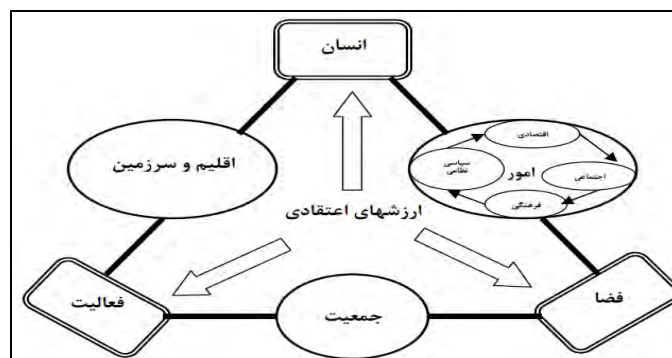 انسان
اقلیم و سرزمین
اقتصادی
سیاسی
نظامی
امور
اجتماعی
فرهنگی
ارزشهای اعتقادی
فعالیت
جمعیت
فضا